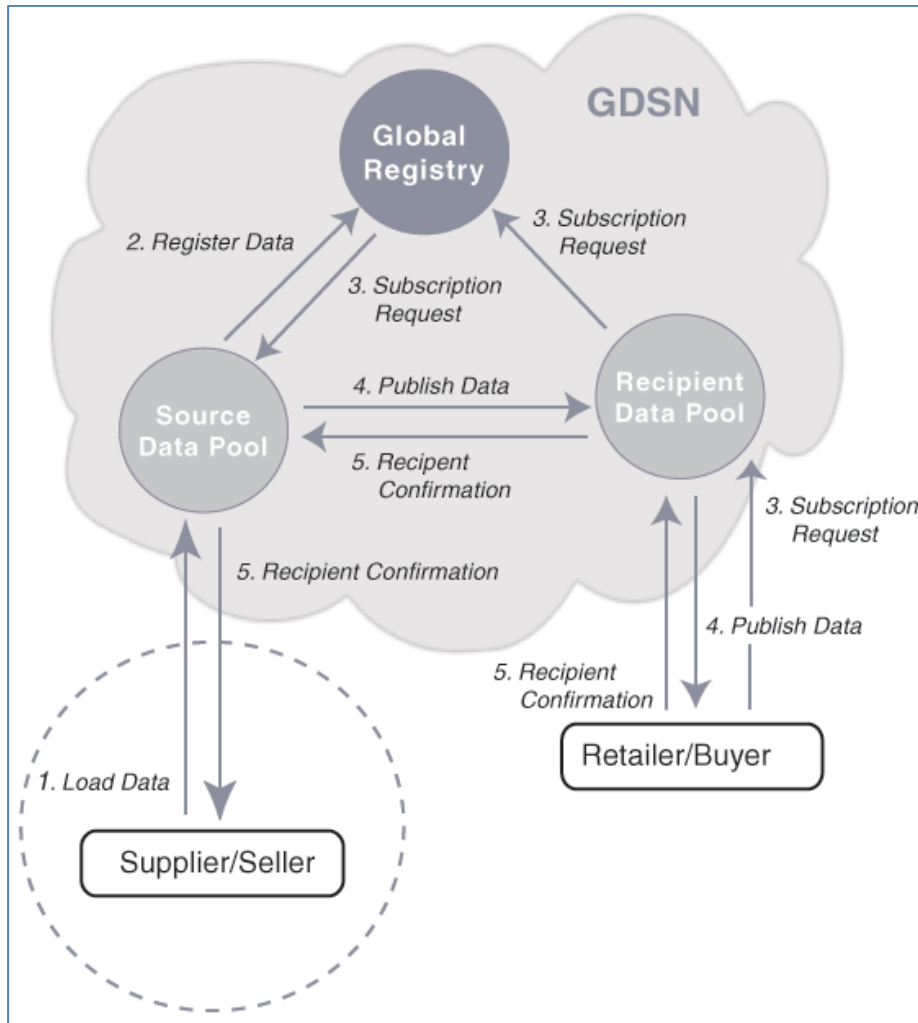 GDSN
Global
Registry
3. Subscription
Request
2. Register Data
3. Subscription
Request
4. Publish Data
Recipient
Data Pool
Source
Data Pool
5. Recipent
Confirmation
3. Subscription
Request
5. Recipient Confirmation
4. Publish Data
5. Recipient
Confirmation
Retailer/Buyer
1. Load Data
Supplier/Seller